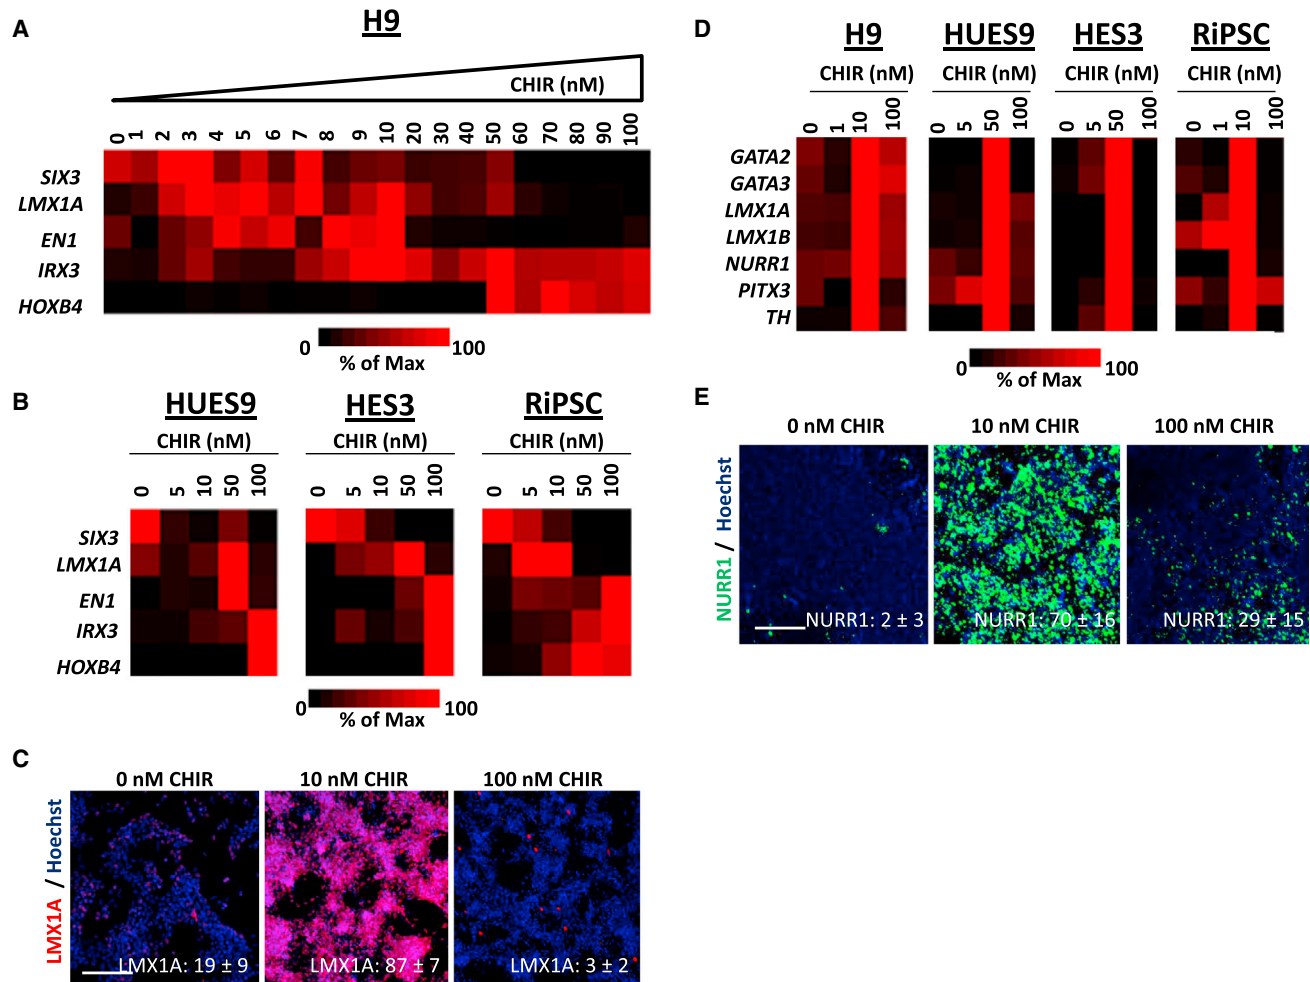 A
H9
CHIR (nM)
0 1 2 3 4 5 6 7 8 9 10 20 30 40 50 60 70 80 90 100
SIX3
LMX1A
EN1
IRX3
HOXB4
0 100
% of Max
B
HUES9 HES3 RiPSC
CHIR (nM) CHIR (nM) CHIR (nM)
0 5 10 50 100 0 5 10 50 100 0 5 10 50 100
SIX3
LMX1A
EN1
IRX3
HOXB4
0 100
% of Max
C
0 nM CHIR 10 nM CHIR 100 nM CHIR
LMX1A / Hoechst
LMX1A: 19 ± 9 LMX1A: 87 ± 7 LMX1A: 3 ± 2
D
H9 HUES9 HES3 RiPSC
CHIR (nM) CHIR (nM) CHIR (nM) CHIR (nM)
0 1 10 100 0 5 50 100 0 5 50 100 0 1 10 100
GATA2
GATA3
LMX1A
LMX1B
NURR1
PITX3
TH
0 100
% of Max
E
0 nM CHIR 10 nM CHIR 100 nM CHIR
NURR1 / Hoechst
NURR1: 2 ± 3 NURR1: 70 ± 16 NURR1: 29 ± 15